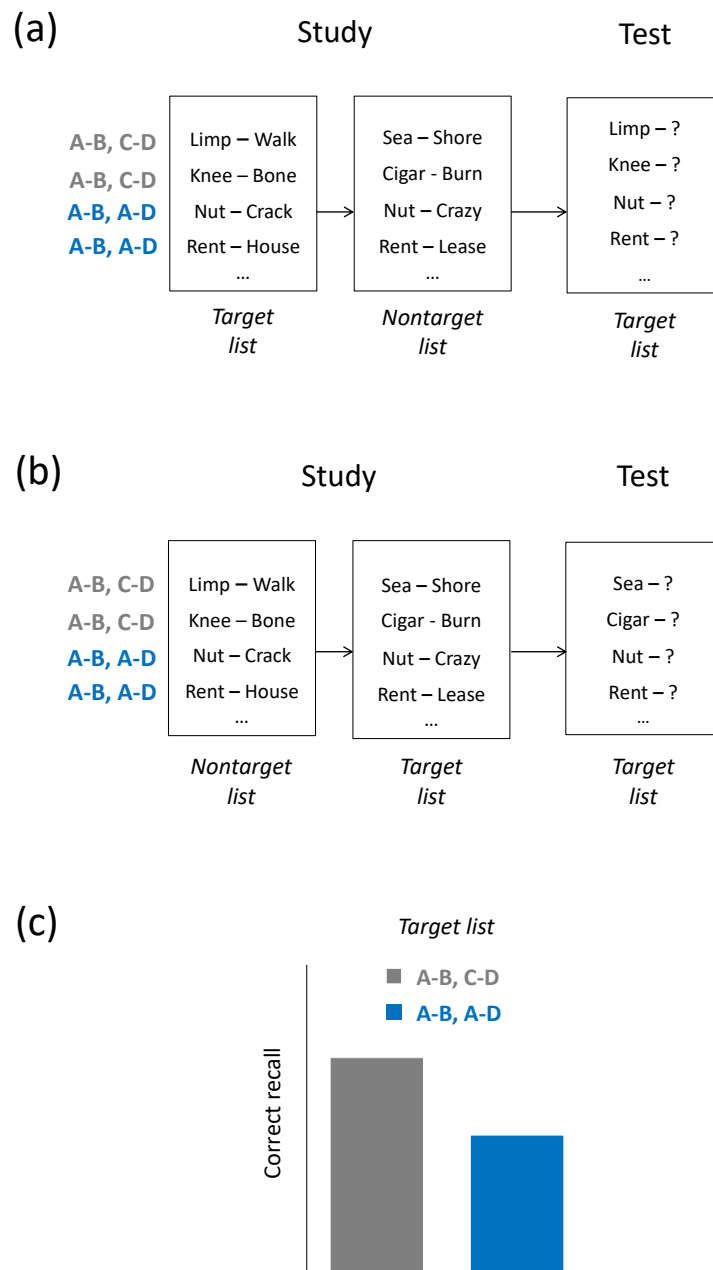 (a)
Study
Test
A-B, C-D
A-B, C-D
A-B, A-D
A-B, A-D
Limp – Walk
Knee – Bone
Nut – Crack
Rent – House
...
Sea – Shore
Cigar - Burn
Nut – Crazy
Rent – Lease
...
Limp – ?
Knee – ?
Nut – ?
Rent – ?
...
Target
list
Nontarget
list
Target
list
(b)
Study
Test
A-B, C-D
A-B, C-D
A-B, A-D
A-B, A-D
Limp – Walk
Knee – Bone
Nut – Crack
Rent – House
...
Sea – Shore
Cigar - Burn
Nut – Crazy
Rent – Lease
...
Sea – ?
Cigar – ?
Nut – ?
Rent – ?
...
Nontarget
list
Target
list
Target
list
(c)
Target list
A-B, C-D
A-B, A-D
Correct recall